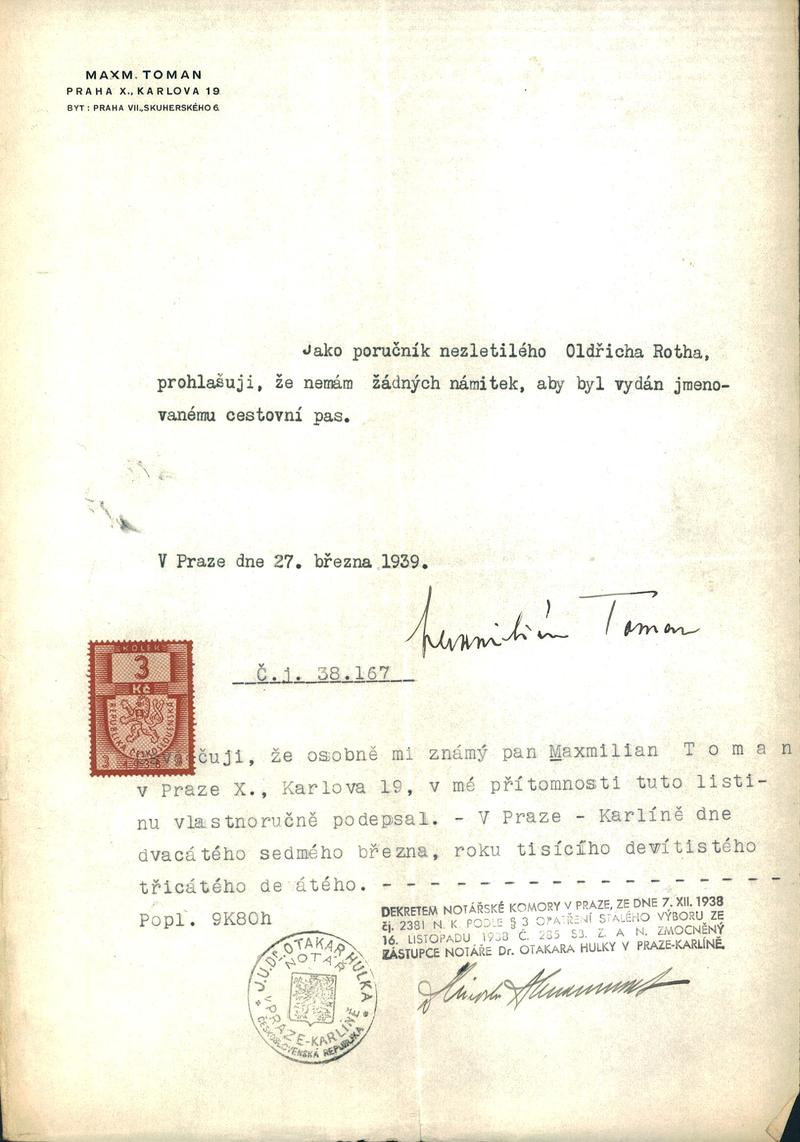 MAXM. TOMAN
PRAHA X., KARLOVA 19
BYT: PRAHA VII., SKUHERSKÉHO 6.
Jako poručník nezletilého Oldřicha Rotha,
prohlašuji, že nemám žádných námitek, aby byl vydán jmeno-
vanému cestovní pas.
V Praze dne 27. března 1939.
Toman
KOLEK
3
Kč
REPUBLIKA ČESKOSLOVENSKÁ
Č.j. 38.167
čuji, že osobně mi známý pan Maxmilian T o m a n
v Praze X., Karlova 19, v mé přítomnosti tuto listi-
nu vlastnoručně podepsal. - V Praze - Karlíně dne
dvacátého sedmého března, roku tisícího devítistého
třicátého de átého. - - - - - - - - - - - - - - - -
Popl. 9K80h
DEKRETEM NOTÁŘSKÉ KOMORY V PRAZE, ZE DNE 7. XII. 1938
čj. 2381 N. K. PODLE § 3 OPATŘENÍ STÁLÉHO VÝBORU ZE
16. LISTOPADU 1938 Č. 285 SB. Z. A N. ZMOCNĚNÝ
ZÁSTUPCE NOTÁŘE Dr. OTAKARA HULKY V PRAZE-KARLÍNĚ.
J.U.Dr. OTAKAR HULKA
NOTÁŘ
V PRAZE-KARLÍNĚ
ČESKOSLOVENSKÁ REPUBLIKA